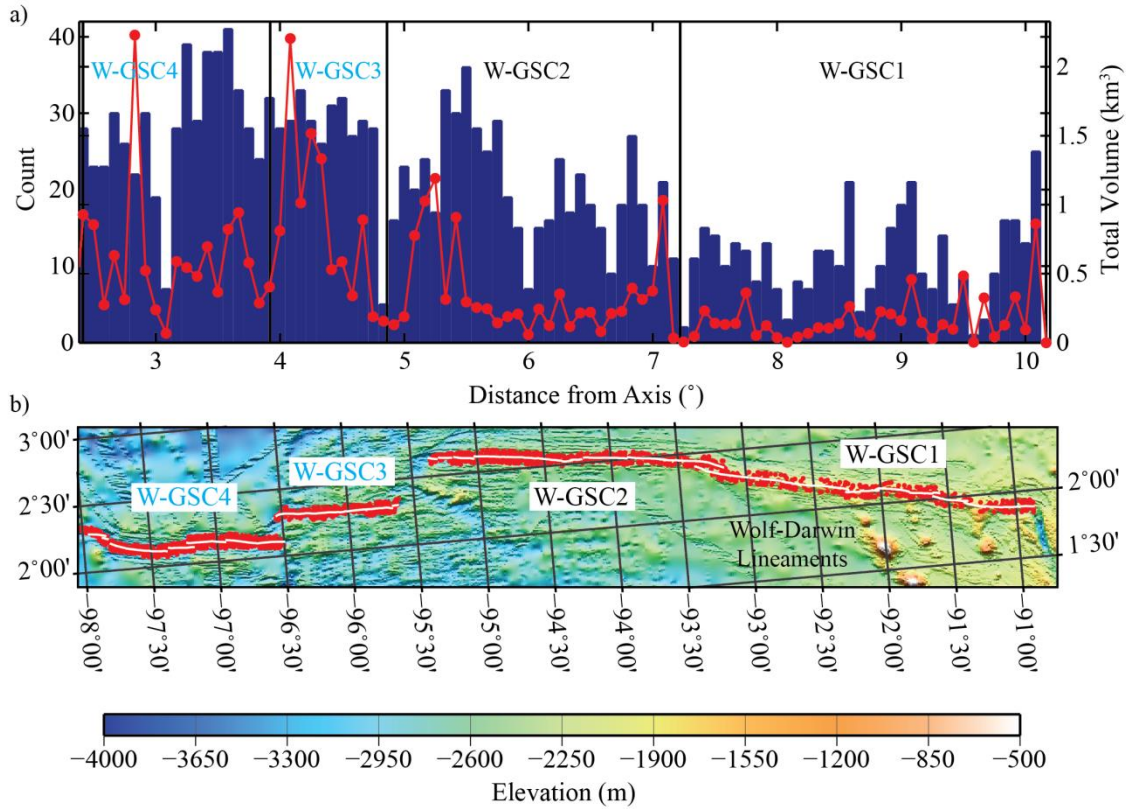 a)
40
30
20
10
0
Count
W-GSC4
W-GSC3
W-GSC2
W-GSC1
2
1.5
1
0.5
0
Total Volume (km³)
3 4 5 6 7 8 9 10
Distance from Axis (˚)
b)
3˚00'
2˚30'
2˚00'
W-GSC4
W-GSC3
W-GSC2
W-GSC1
Wolf-Darwin
Lineaments
2˚00'
1˚30'
−98˚00' −97˚30' −97˚00' −96˚30' −96˚00' −95˚30' −95˚00' −94˚30' −94˚00' −93˚30' −93˚00' −92˚30' −92˚00' −91˚30' −91˚00'
−4000 −3650 −3300 −2950 −2600 −2250 −1900 −1550 −1200 −850 −500
Elevation (m)